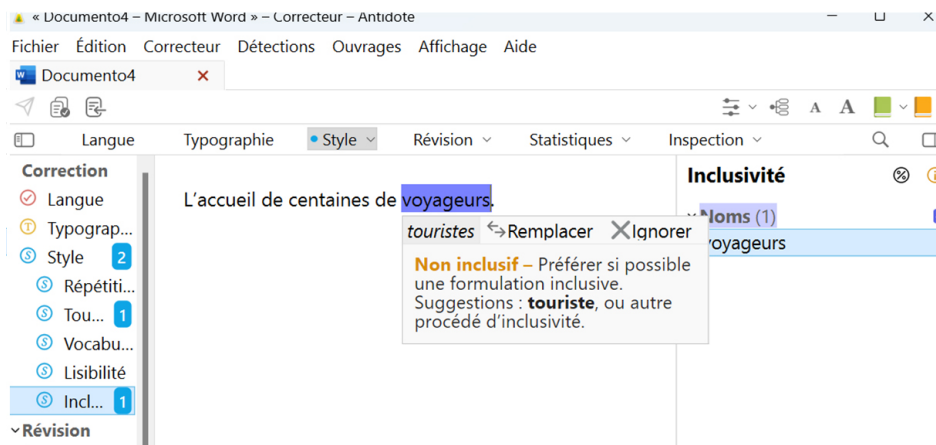 « Documento4 – Microsoft Word » – Correcteur – Antidote
Fichier Édition Correcteur Détections Ouvrages Affichage Aide
Documento4
A A
Langue Typographie Style Révision Statistiques Inspection
Correction
Langue
Typograp...
Style 2
Répétiti...
Tou... 1
Vocabu...
Lisibilité
Incl... 1
Révision
L'accueil de centaines de voyageurs.
touristes Remplacer Ignorer
Non inclusif – Préférer si possible
une formulation inclusive.
Suggestions : touriste, ou autre
procédé d'inclusivité.
Inclusivité
Noms (1)
voyageurs